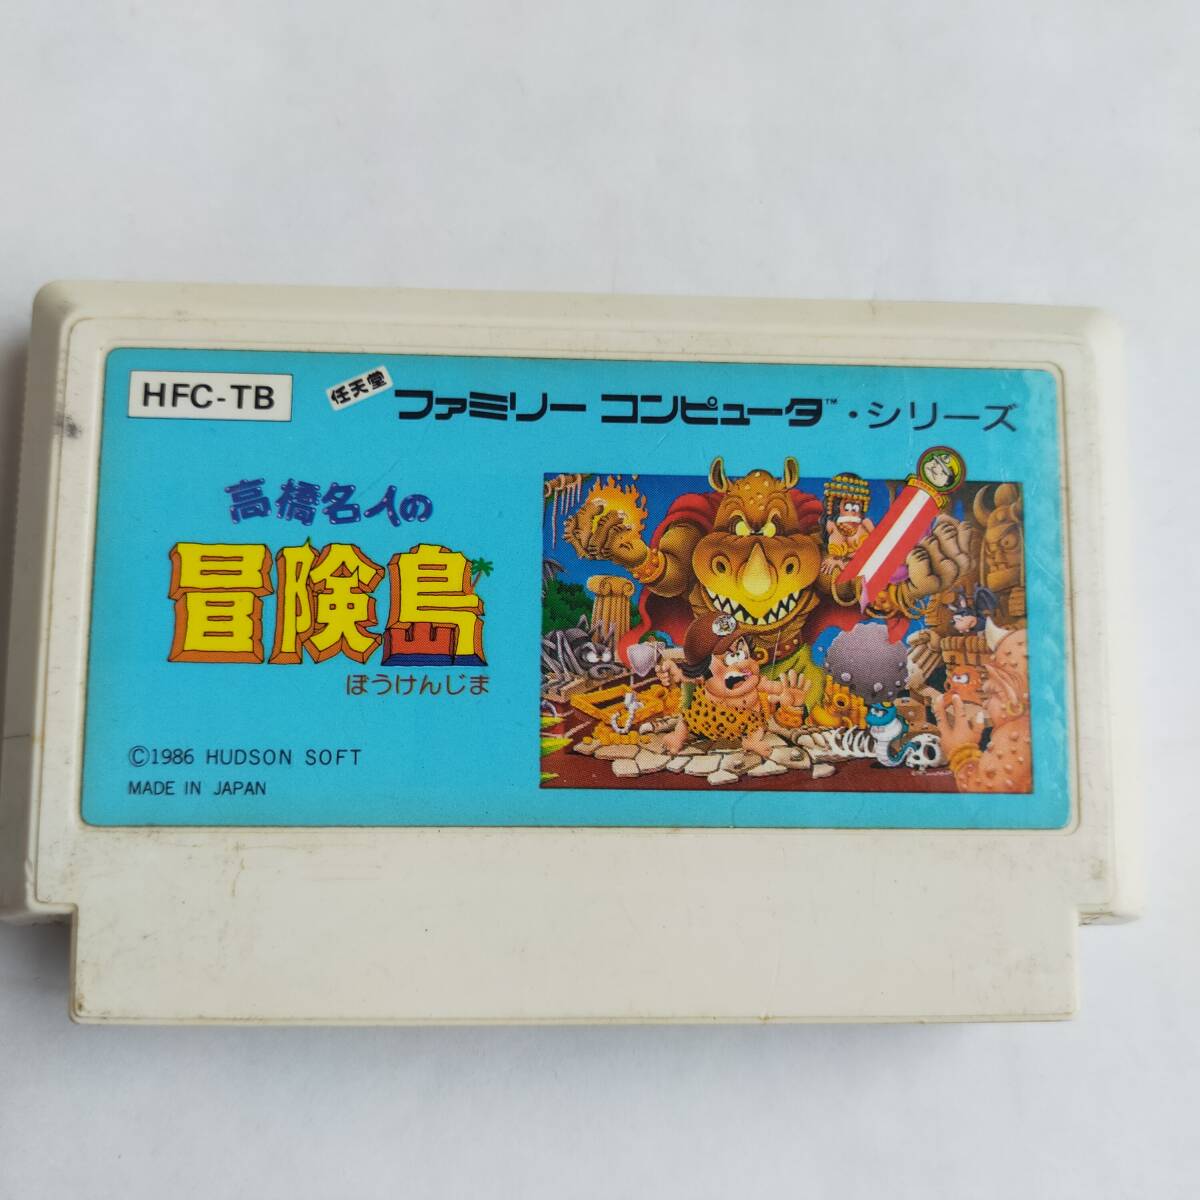 HFC-TB
任天堂 ファミリー コンピュータ™・シリーズ
高橋名人の
冒険島
ぼうけんじま
©1986 HUDSON SOFT
MADE IN JAPAN